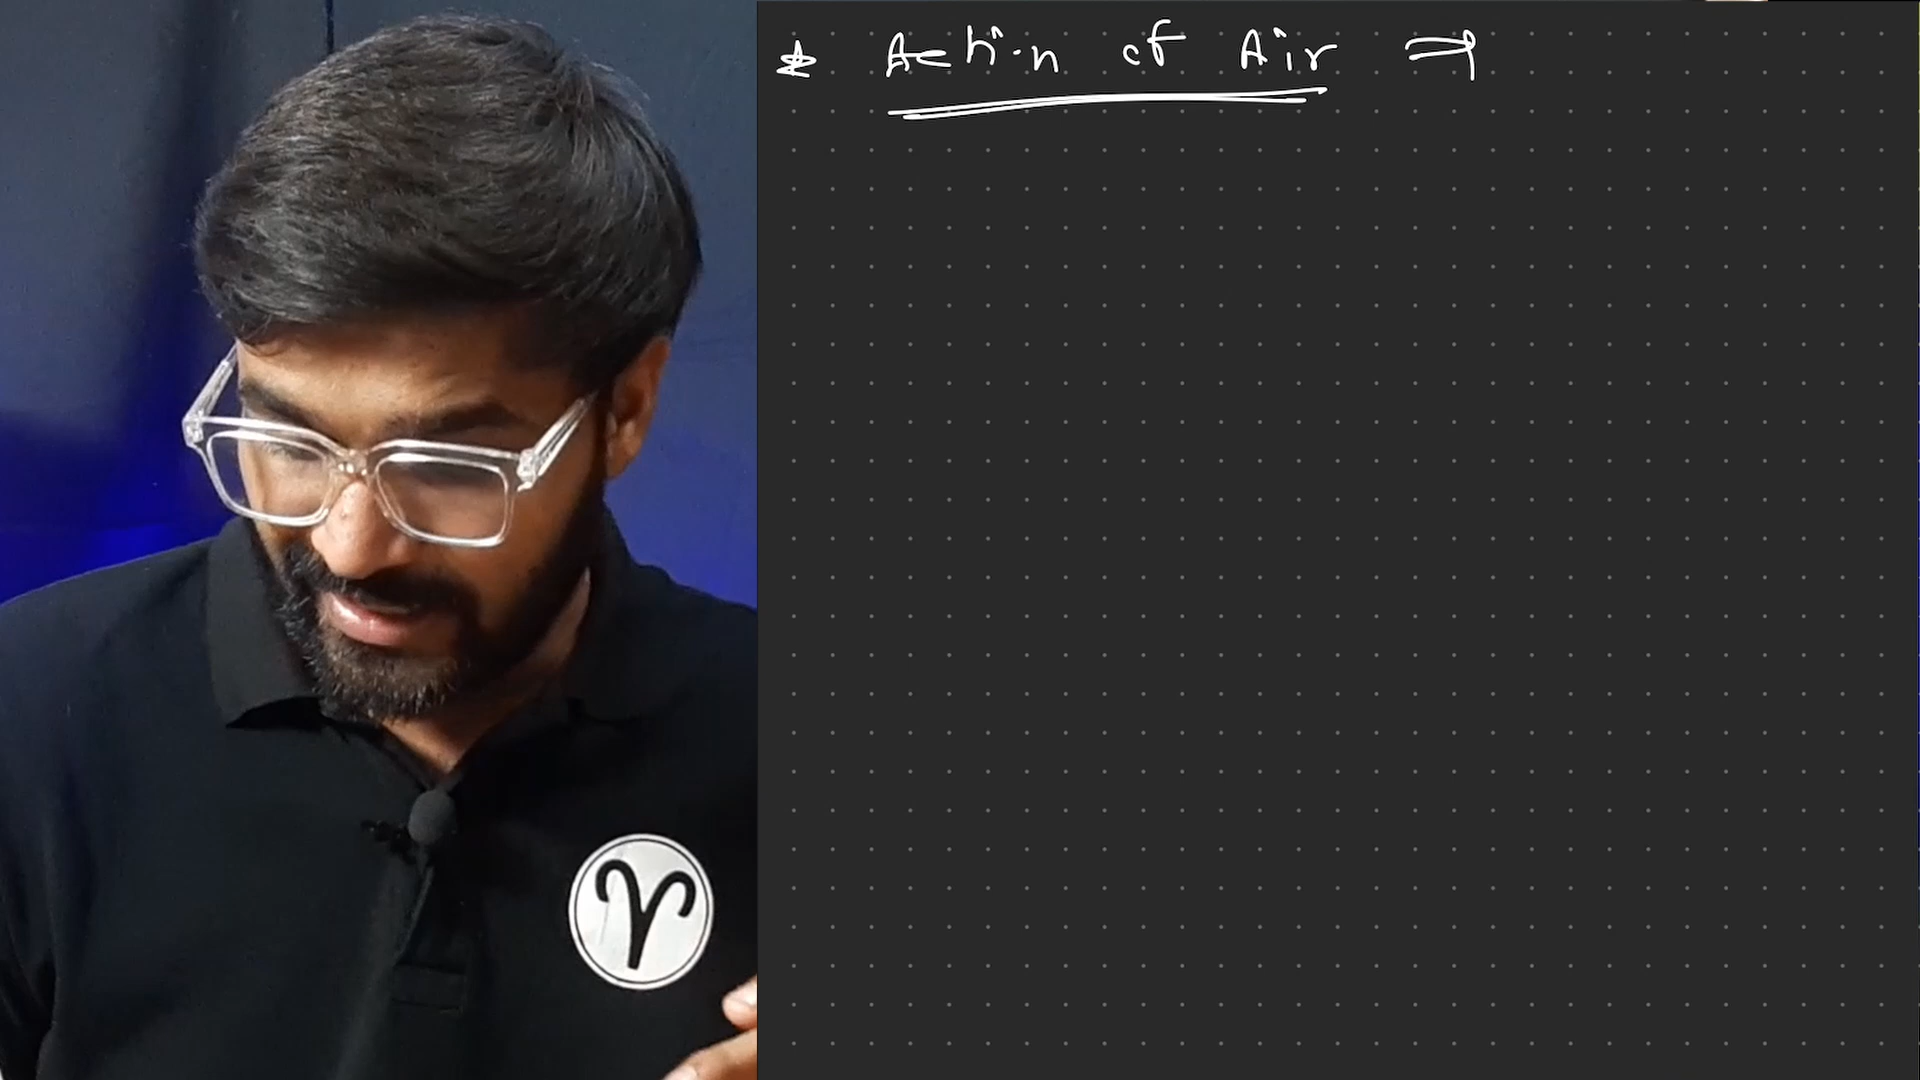 * Action of Air ⇒